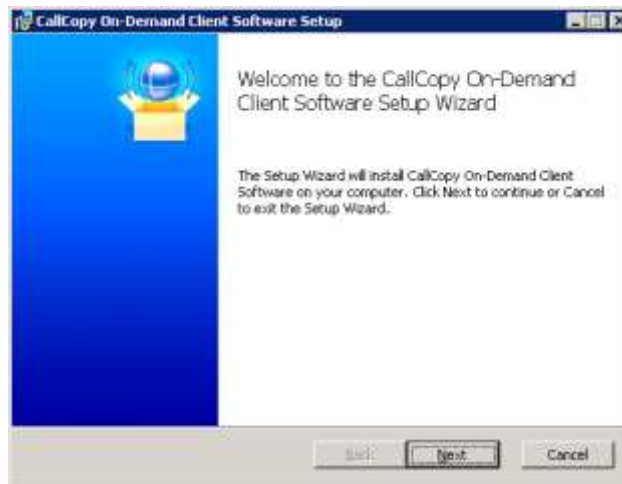 CallCopy On-Demand Client Software Setup
Welcome to the CallCopy On-Demand
Client Software Setup Wizard
The Setup Wizard will install CallCopy On-Demand Client
Software on your computer. Click Next to continue or Cancel
to exit the Setup Wizard.
Back
Next
Cancel